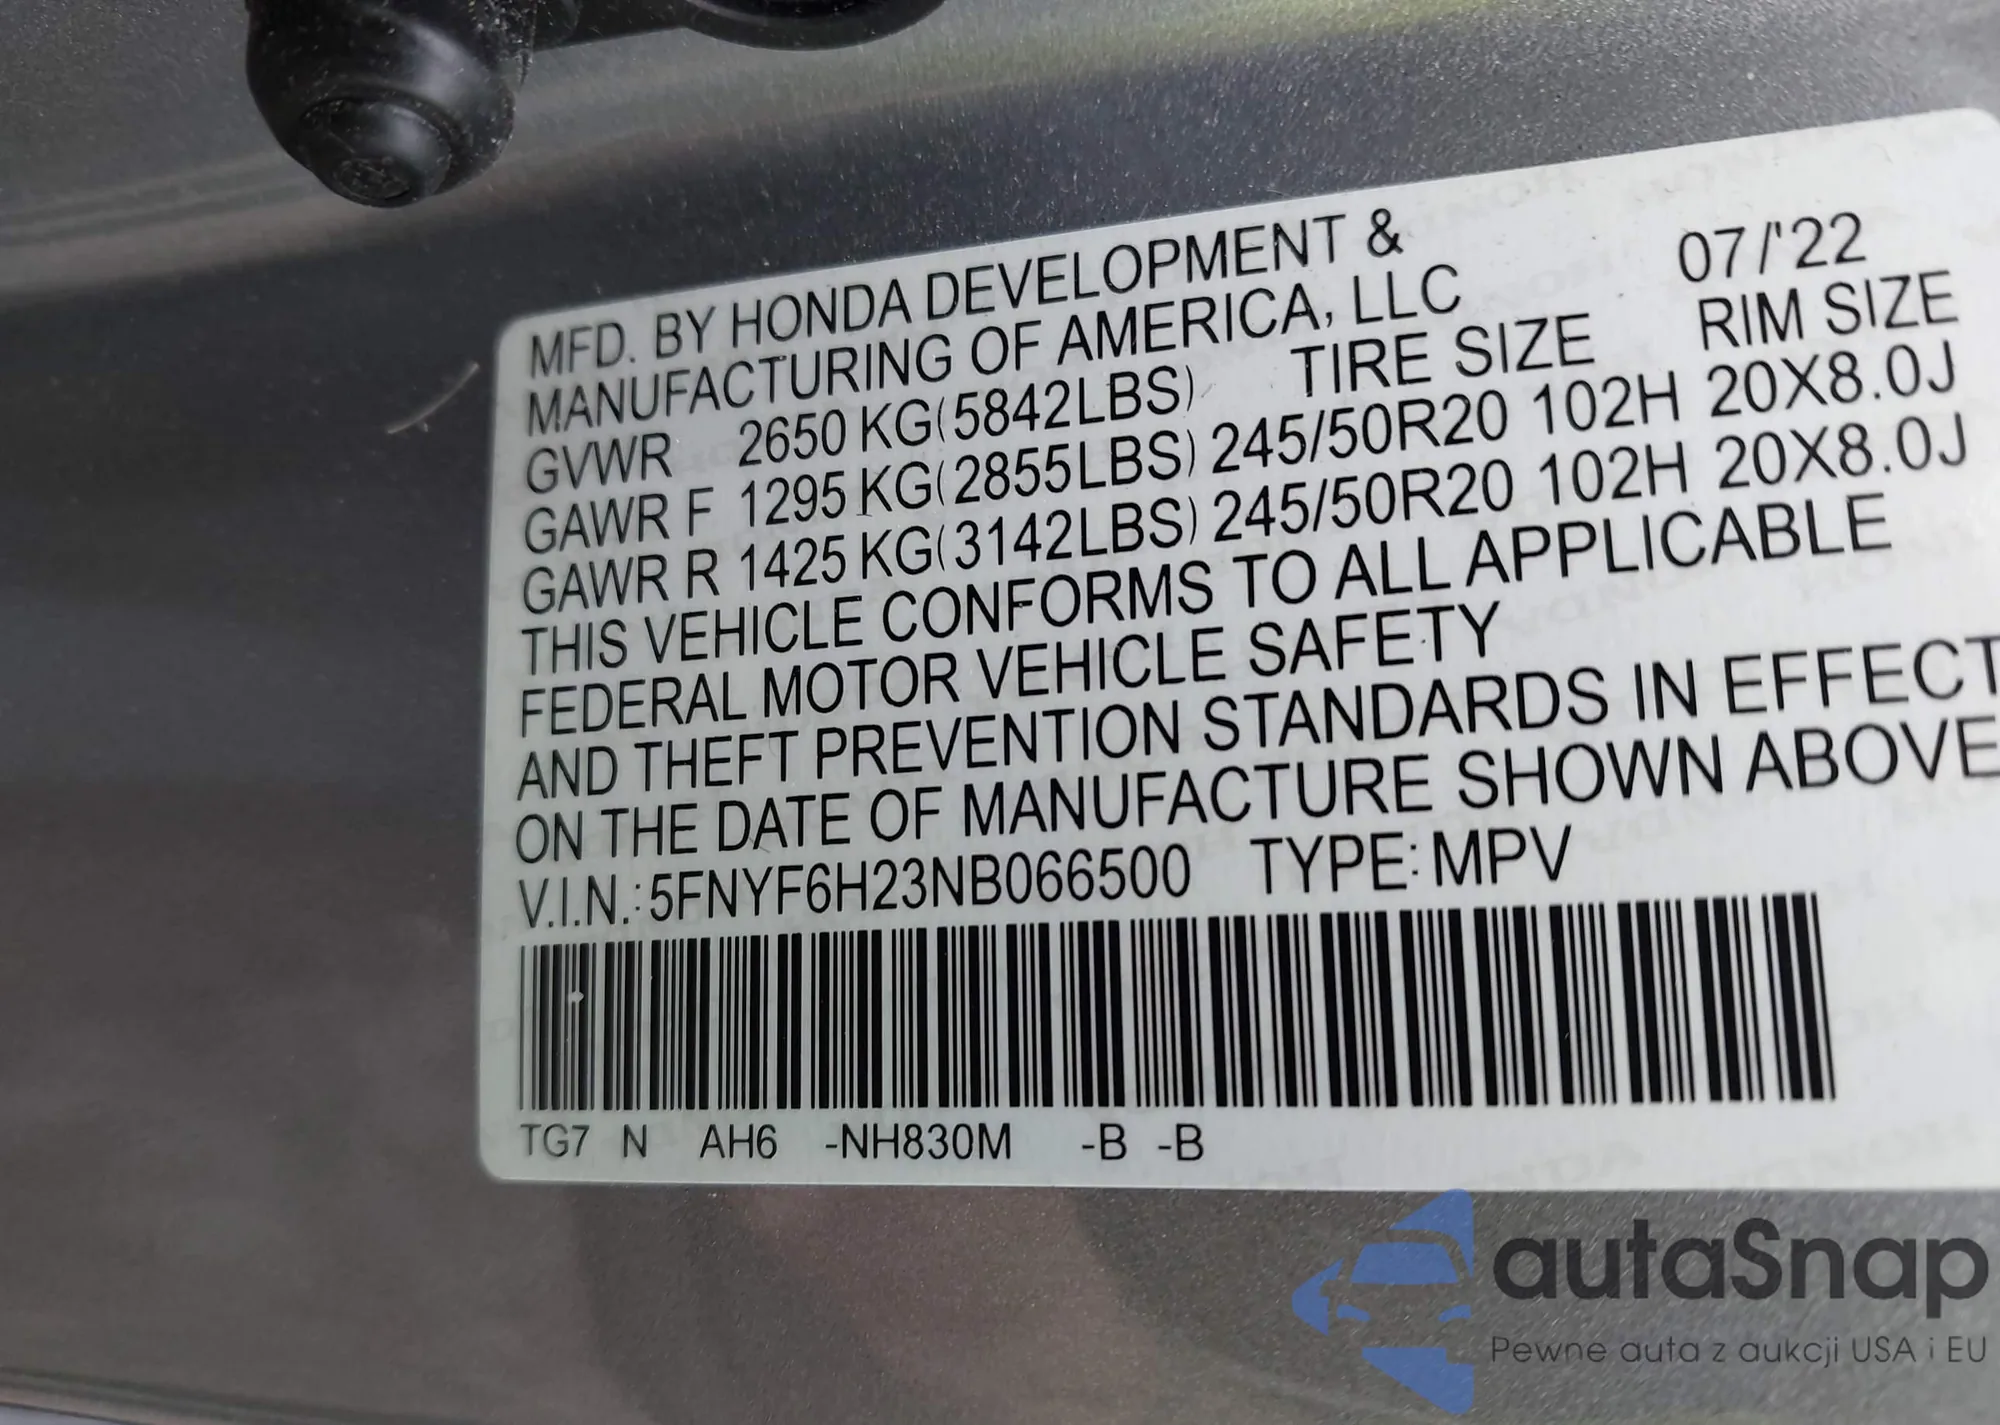 MFD. BY HONDA DEVELOPMENT & 07/'22
MANUFACTURING OF AMERICA, LLC
TIRE SIZE RIM SIZE
GVWR 2650 KG(5842LBS)
GAWR F 1295 KG(2855LBS) 245/50R20 102H 20X8.0J
GAWR R 1425 KG(3142LBS) 245/50R20 102H 20X8.0J
THIS VEHICLE CONFORMS TO ALL APPLICABLE
FEDERAL MOTOR VEHICLE SAFETY
AND THEFT PREVENTION STANDARDS IN EFFECT
ON THE DATE OF MANUFACTURE SHOWN ABOVE
V.I.N.: 5FNYF6H23NB066500 TYPE: MPV
TG7 N AH6 -NH830M -B -B
autaSnap
Pewne auta z aukcji USA i EU